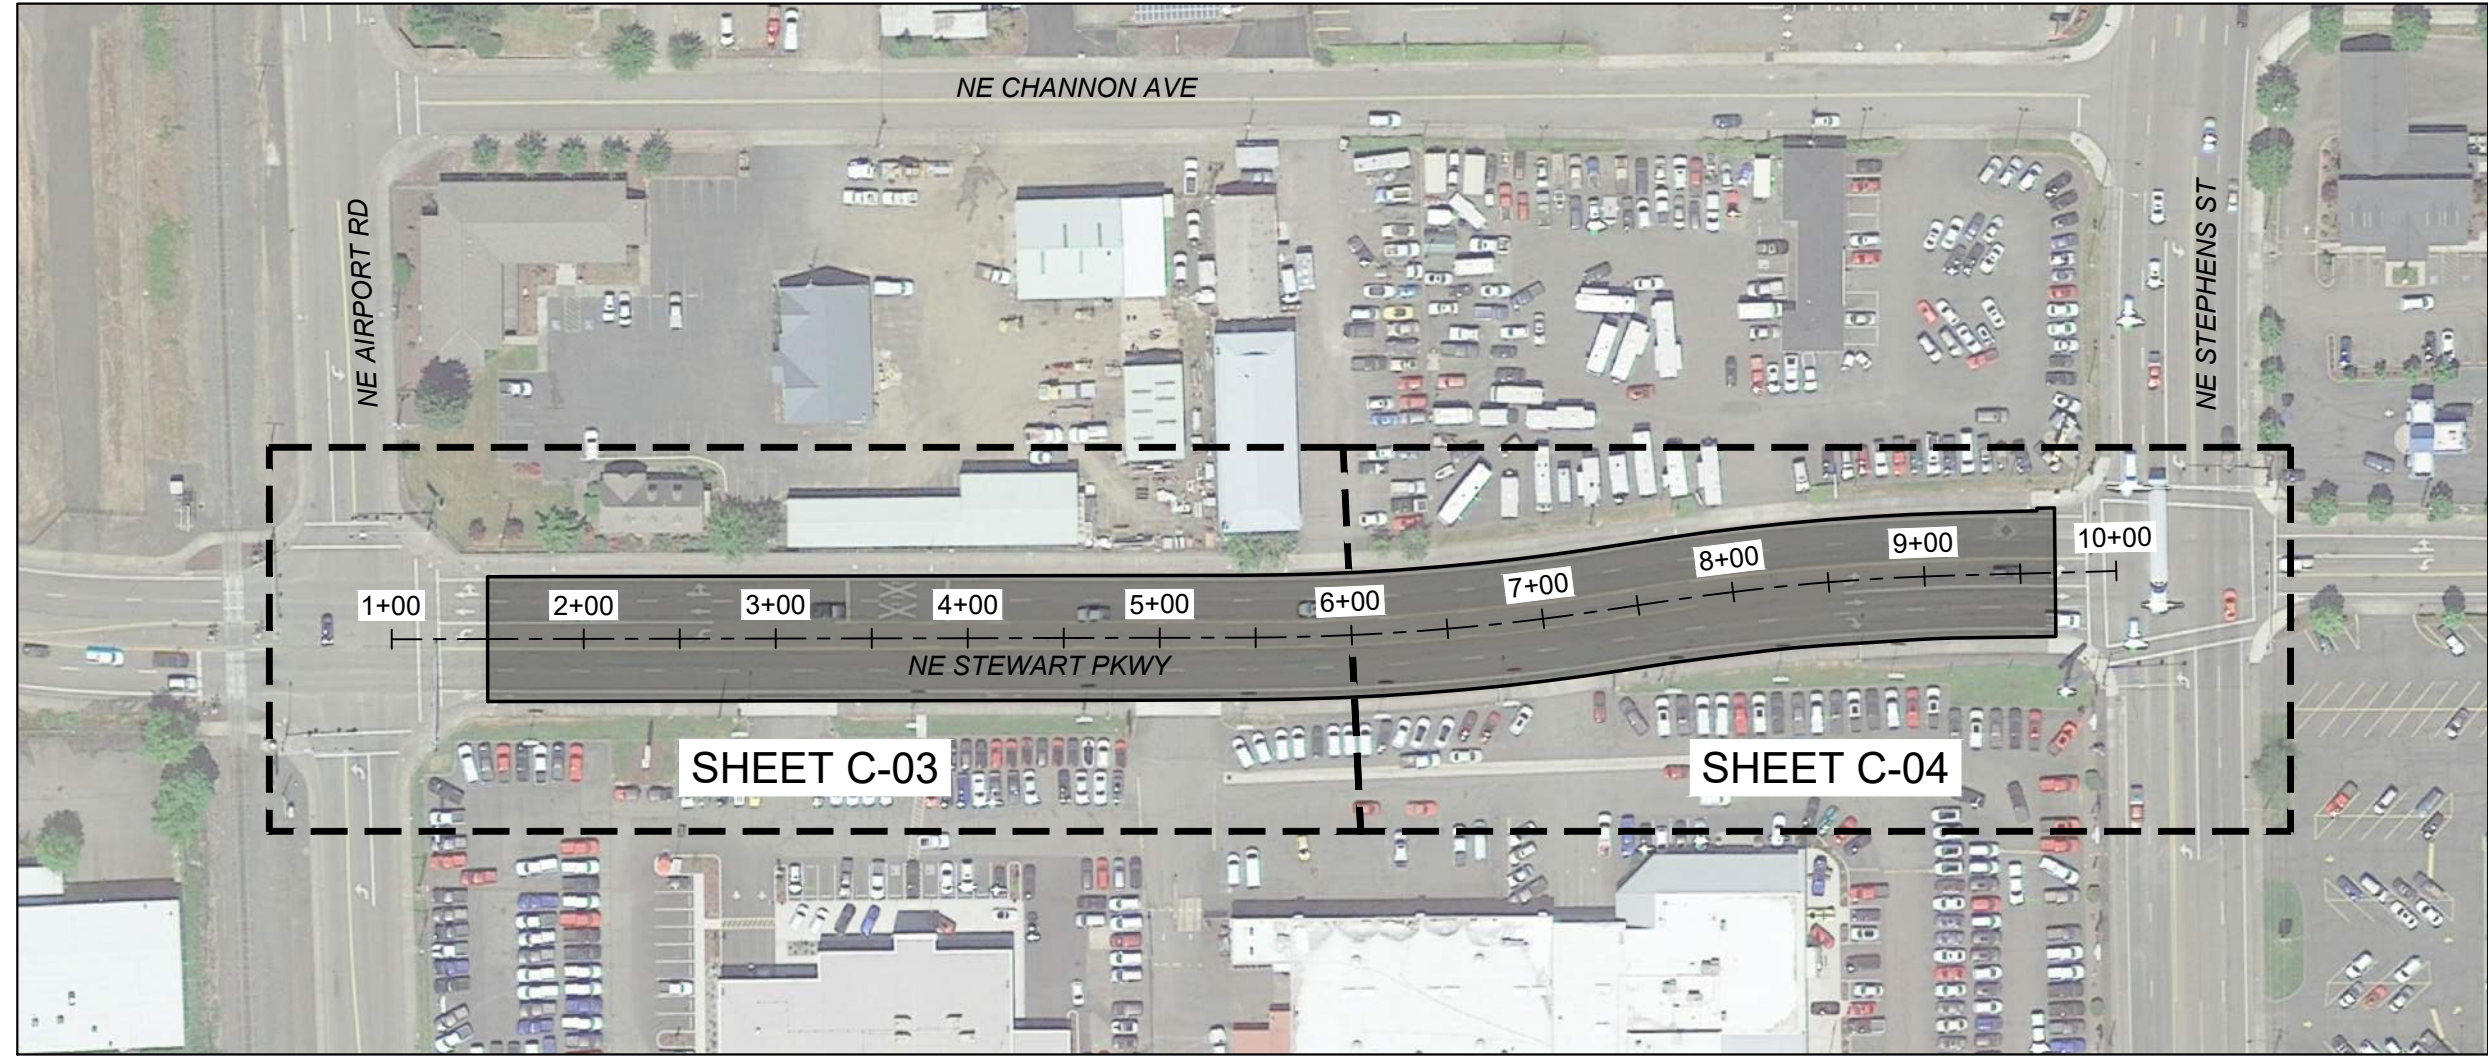 NE CHANNON AVE
NE AIRPORT RD
NE STEPHENS ST
1+00
2+00
3+00
4+00
5+00
6+00
7+00
8+00
9+00
10+00
NE STEWART PKWY
SHEET C-03
SHEET C-04